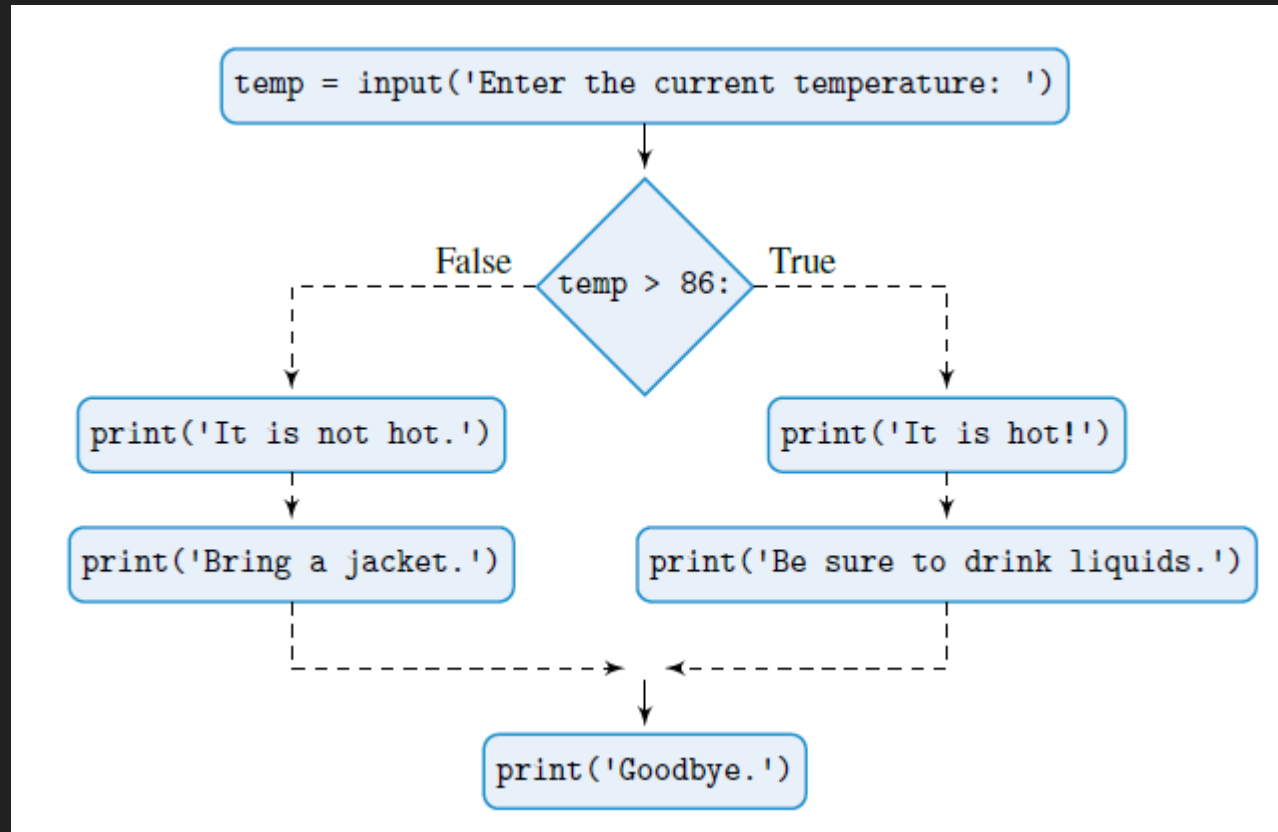 temp = input('Enter the current temperature: ')
False
temp > 86:
True
print('It is not hot.')
print('It is hot!')
print('Bring a jacket.')
print('Be sure to drink liquids.')
print('Goodbye.')